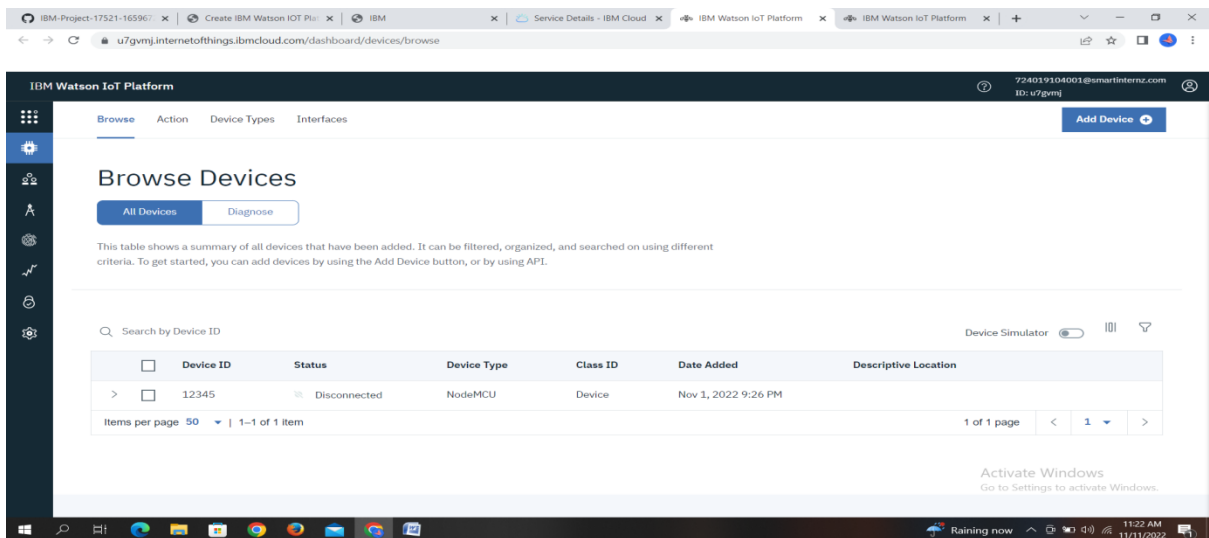 IBM-Project-17521-165967
Create IBM Watson IOT Pla
IBM
Service Details - IBM Cloud
IBM Watson IoT Platform
IBM Watson IoT Platform
u7gvmj.internetofthings.ibmcloud.com/dashboard/devices/browse
IBM Watson IoT Platform
724019104001@smartinternz.com
ID: u7gvmj
Browse Action Device Types Interfaces
Add Device
Browse Devices
All Devices Diagnose
This table shows a summary of all devices that have been added. It can be filtered, organized, and searched on using different
criteria. To get started, you can add devices by using the Add Device button, or by using API.
Search by Device ID
Device Simulator
Device ID Status Device Type Class ID Date Added Descriptive Location
12345 Disconnected NodeMCU Device Nov 1, 2022 9:26 PM
Items per page 50 | 1–1 of 1 item
1 of 1 page < 1 >
Activate Windows
Go to Settings to activate Windows.
Raining now
11:22 AM
11/11/2022